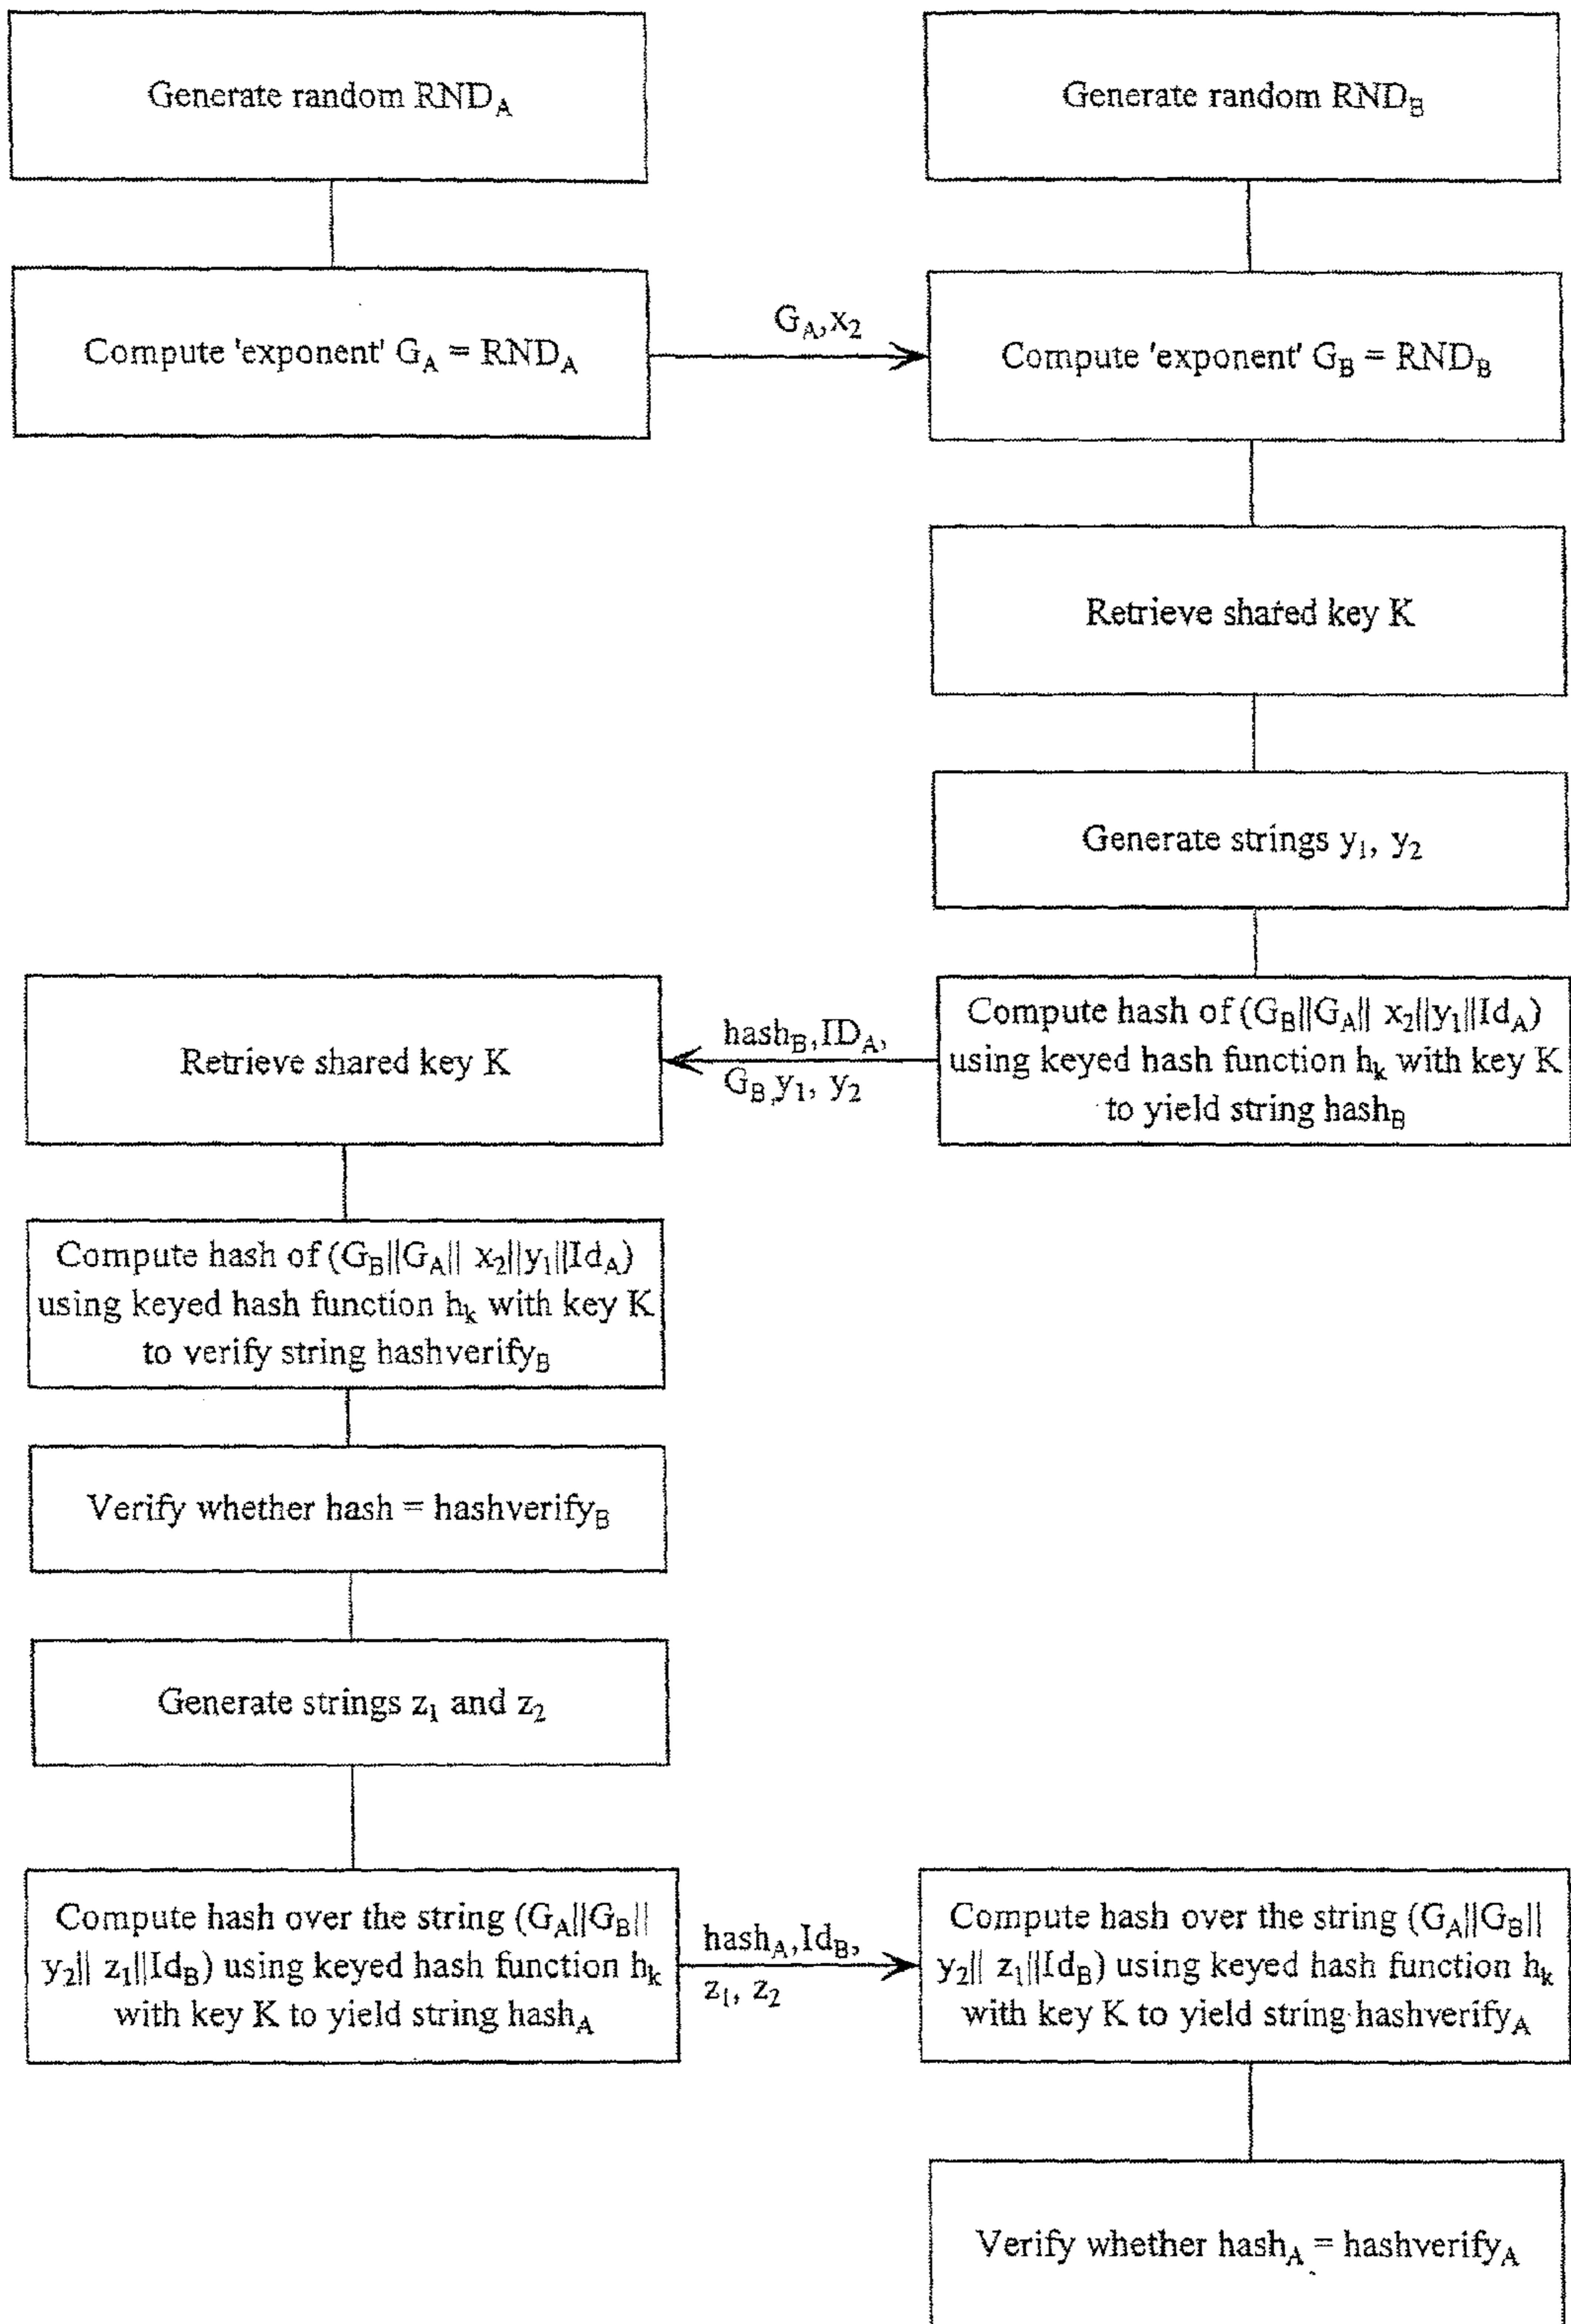 Generate random RND_A
Generate random RND_B
Compute 'exponent' G_A = RND_A
G_A,x_2
Compute 'exponent' G_B = RND_B
Retrieve shared key K
Generate strings y_1, y_2
Compute hash of (G_B||G_A|| x_2||y_1||Id_A)
using keyed hash function h_k with key K
to yield string hash_B
hash_B,ID_A,
G_B,y_1, y_2
Retrieve shared key K
Compute hash of (G_B||G_A|| x_2||y_1||Id_A)
using keyed hash function h_k with key K
to verify string hashverify_B
Verify whether hash = hashverify_B
Generate strings z_1 and z_2
Compute hash over the string (G_A||G_B||
y_2|| z_1||Id_B) using keyed hash function h_k
with key K to yield string hash_A
hash_A,Id_B,
z_1, z_2
Compute hash over the string (G_A||G_B||
y_2|| z_1||Id_B) using keyed hash function h_k
with key K to yield string hashverify_A
Verify whether hash_A = hashverify_A